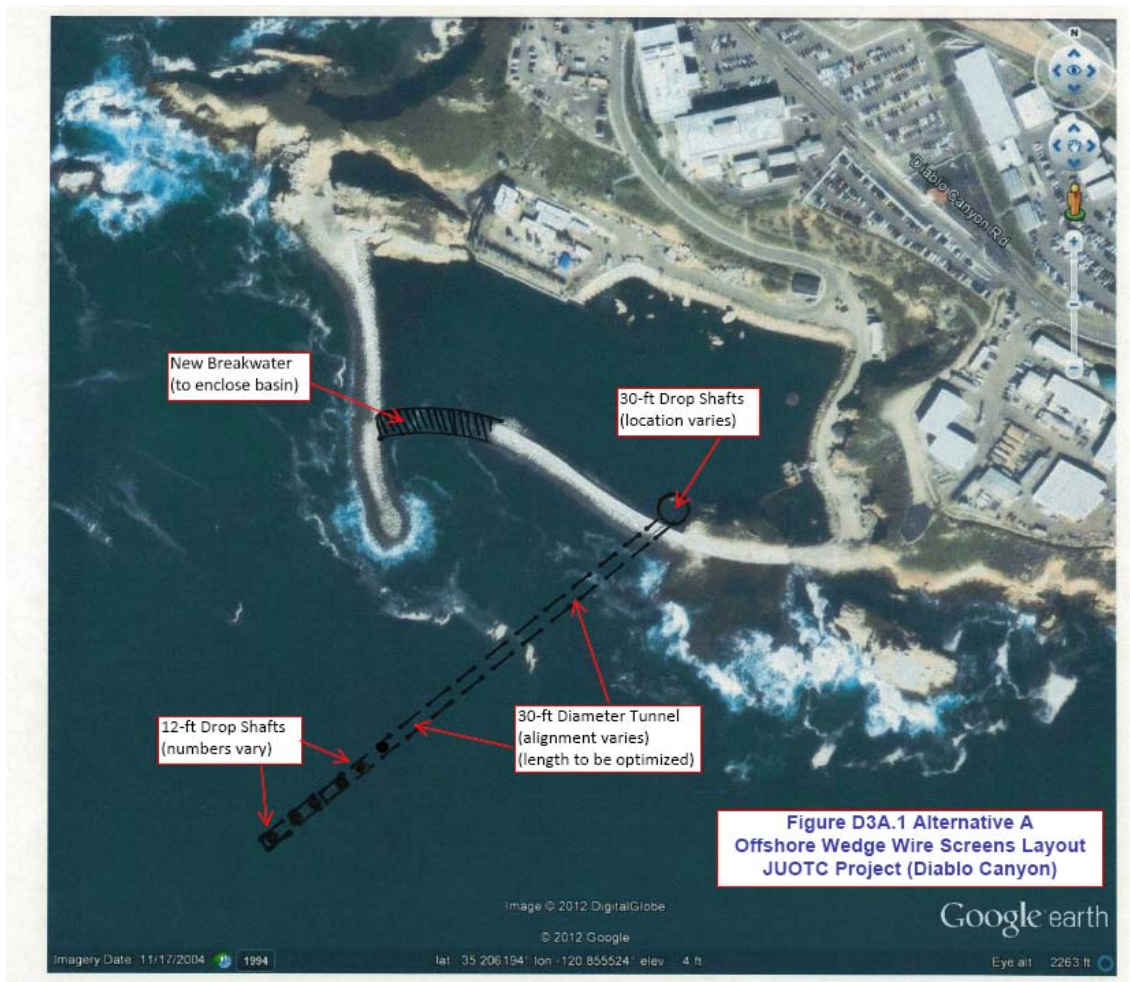 N
Diablo Canyon Rd
New Breakwater
(to enclose basin)
30-ft Drop Shafts
(location varies)
12-ft Drop Shafts
(numbers vary)
30-ft Diameter Tunnel
(alignment varies)
(length to be optimized)
Figure D3A.1 Alternative A
Offshore Wedge Wire Screens Layout
JUOTC Project (Diablo Canyon)
Image © 2012 DigitalGlobe
© 2012 Google
Google earth
Imagery Date: 11/17/2004 1994 lat 35.206194° lon -120.855524° elev 4 ft Eye alt 2263 ft